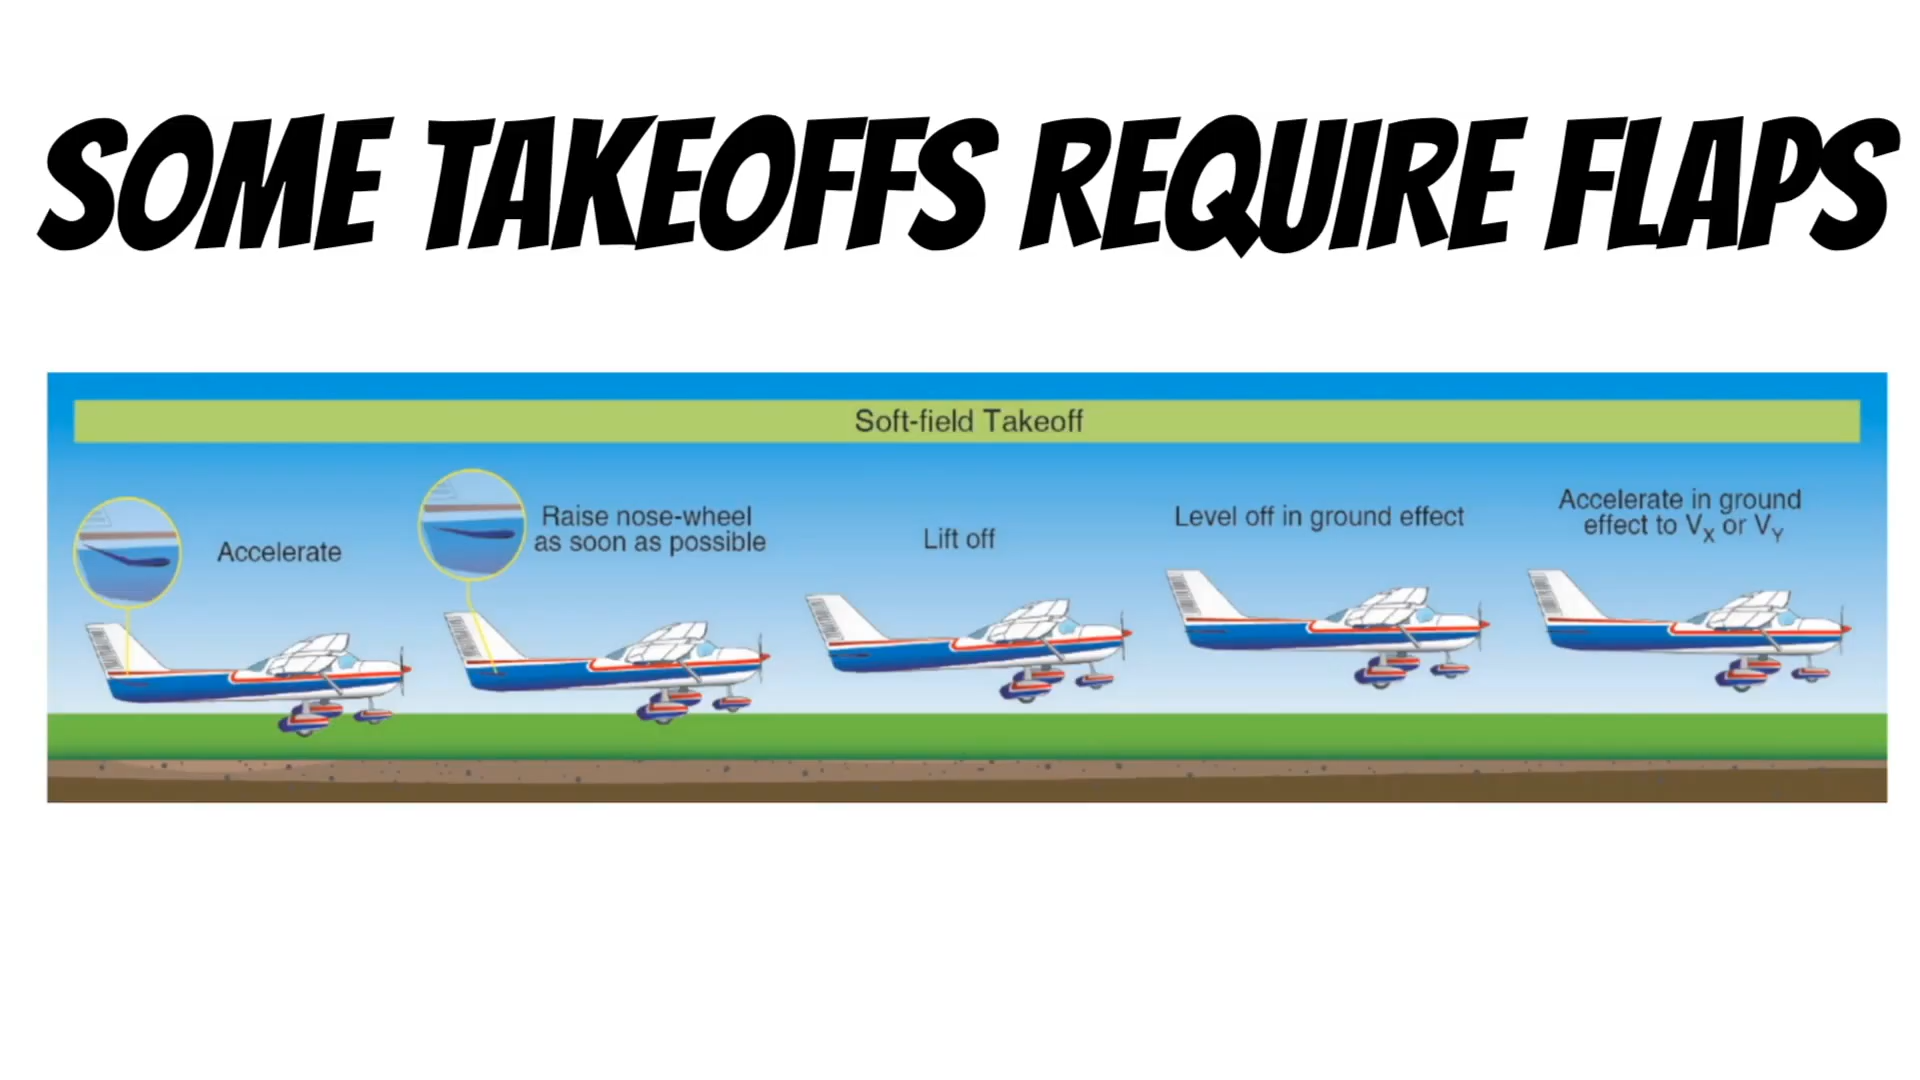 SOME TAKEOFFS REQUIRE FLAPS
Soft-field Takeoff
Accelerate
Raise nose-wheel
as soon as possible
Lift off
Level off in ground effect
Accelerate in ground
effect to VX or VY